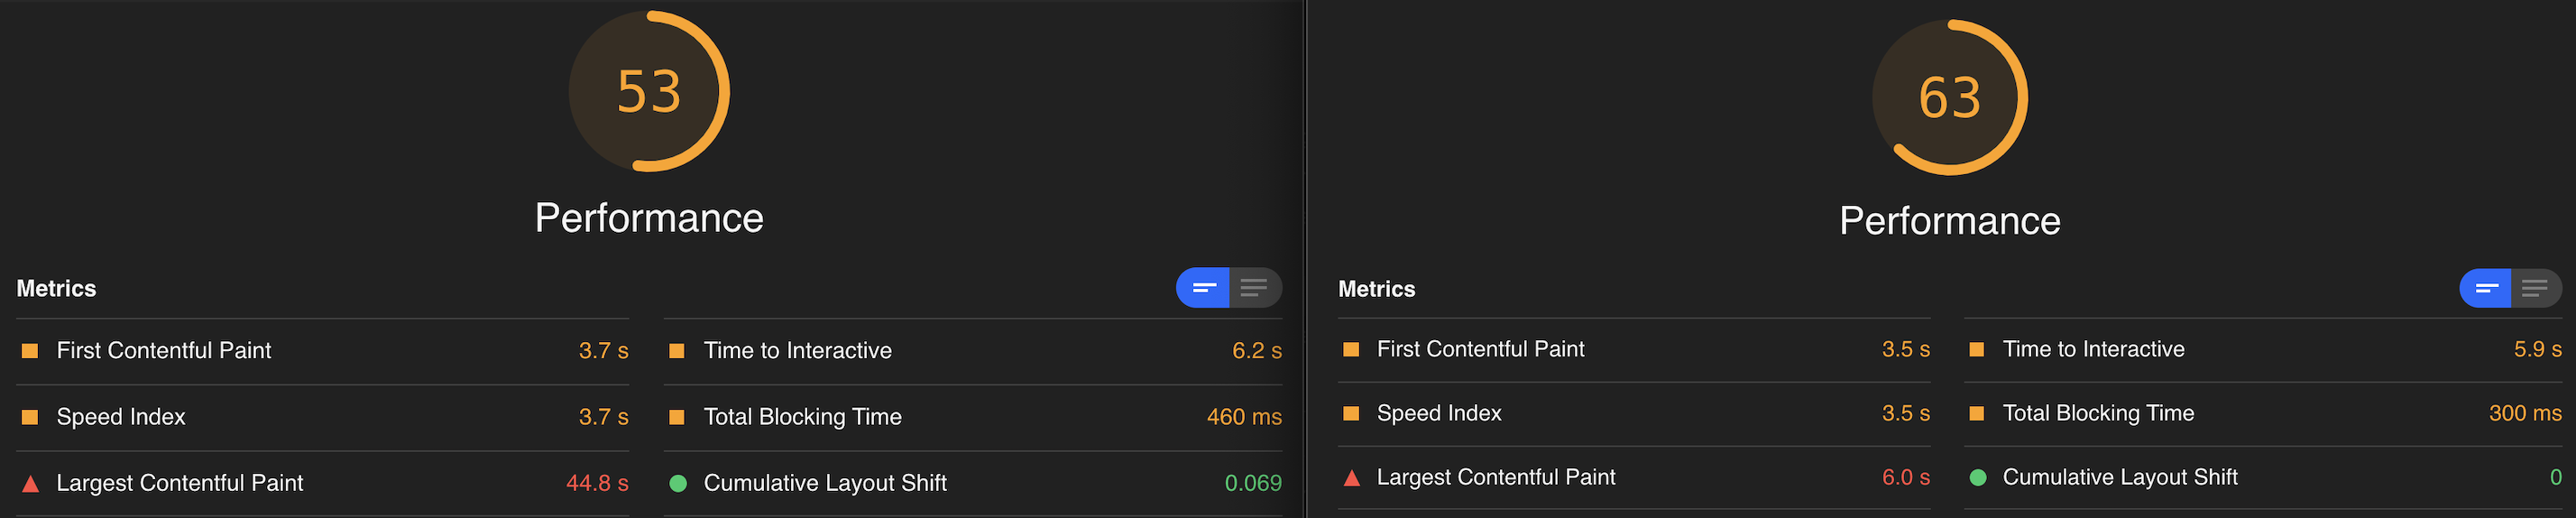 53
Performance
Metrics
First Contentful Paint 3.7 s
Time to Interactive 6.2 s
Speed Index 3.7 s
Total Blocking Time 460 ms
Largest Contentful Paint 44.8 s
Cumulative Layout Shift 0.069
63
Performance
Metrics
First Contentful Paint 3.5 s
Time to Interactive 5.9 s
Speed Index 3.5 s
Total Blocking Time 300 ms
Largest Contentful Paint 6.0 s
Cumulative Layout Shift 0